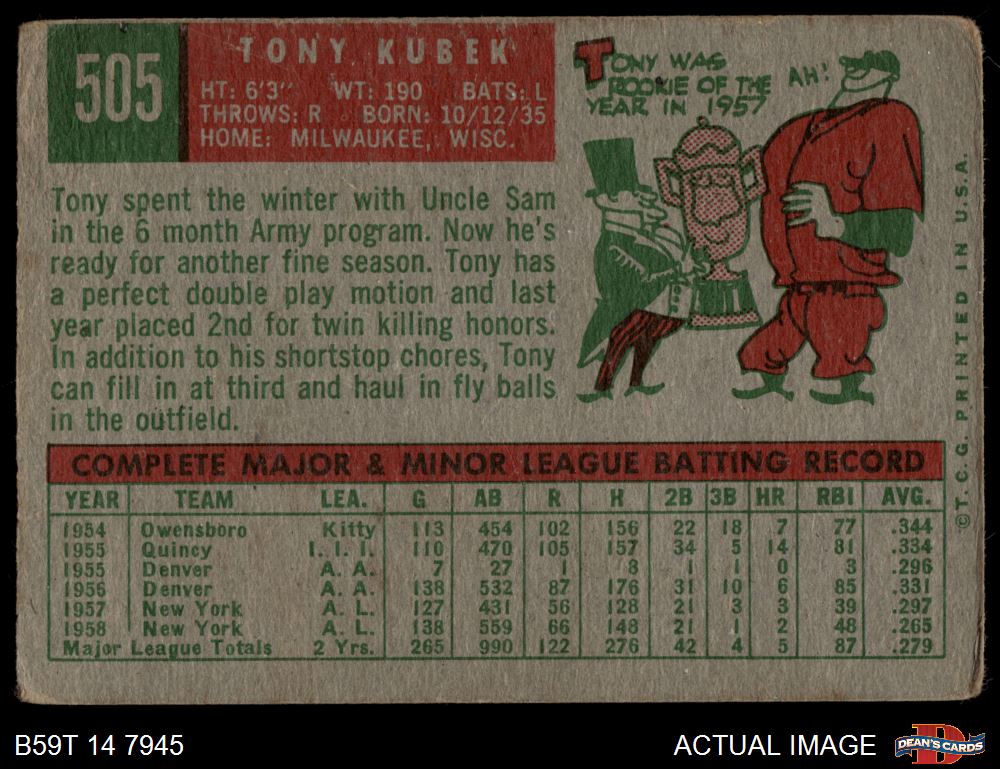 505
TONY KUBEK
HT: 6'3" WT: 190 BATS: L
THROWS: R BORN: 10/12/35
HOME: MILWAUKEE, WISC.
TONY WAS
ROOKIE OF THE
YEAR IN 1957
AH!
Tony spent the winter with Uncle Sam
in the 6 month Army program. Now he's
ready for another fine season. Tony has
a perfect double play motion and last
year placed 2nd for twin killing honors.
In addition to his shortstop chores, Tony
can fill in at third and haul in fly balls
in the outfield.
©T.C.G. PRINTED IN U.S.A.
COMPLETE MAJOR & MINOR LEAGUE BATTING RECORD
YEAR TEAM LEA. G AB R H 2B 3B HR RBI AVG.
1954 Owensboro Kitty 113 454 102 156 22 18 7 77 .344
1955 Quincy I. I. I. 110 470 105 157 34 5 14 81 .334
1955 Denver A. A. 7 27 1 8 1 1 0 3 .296
1956 Denver A. A. 138 532 87 176 31 10 6 85 .331
1957 New York A. L. 127 431 56 128 21 3 3 39 .297
1958 New York A. L. 138 559 66 148 21 1 2 48 .265
Major League Totals 2 Yrs. 265 990 122 276 42 4 5 87 .279
B59T 14 7945
ACTUAL IMAGE
DEAN'S CARDS